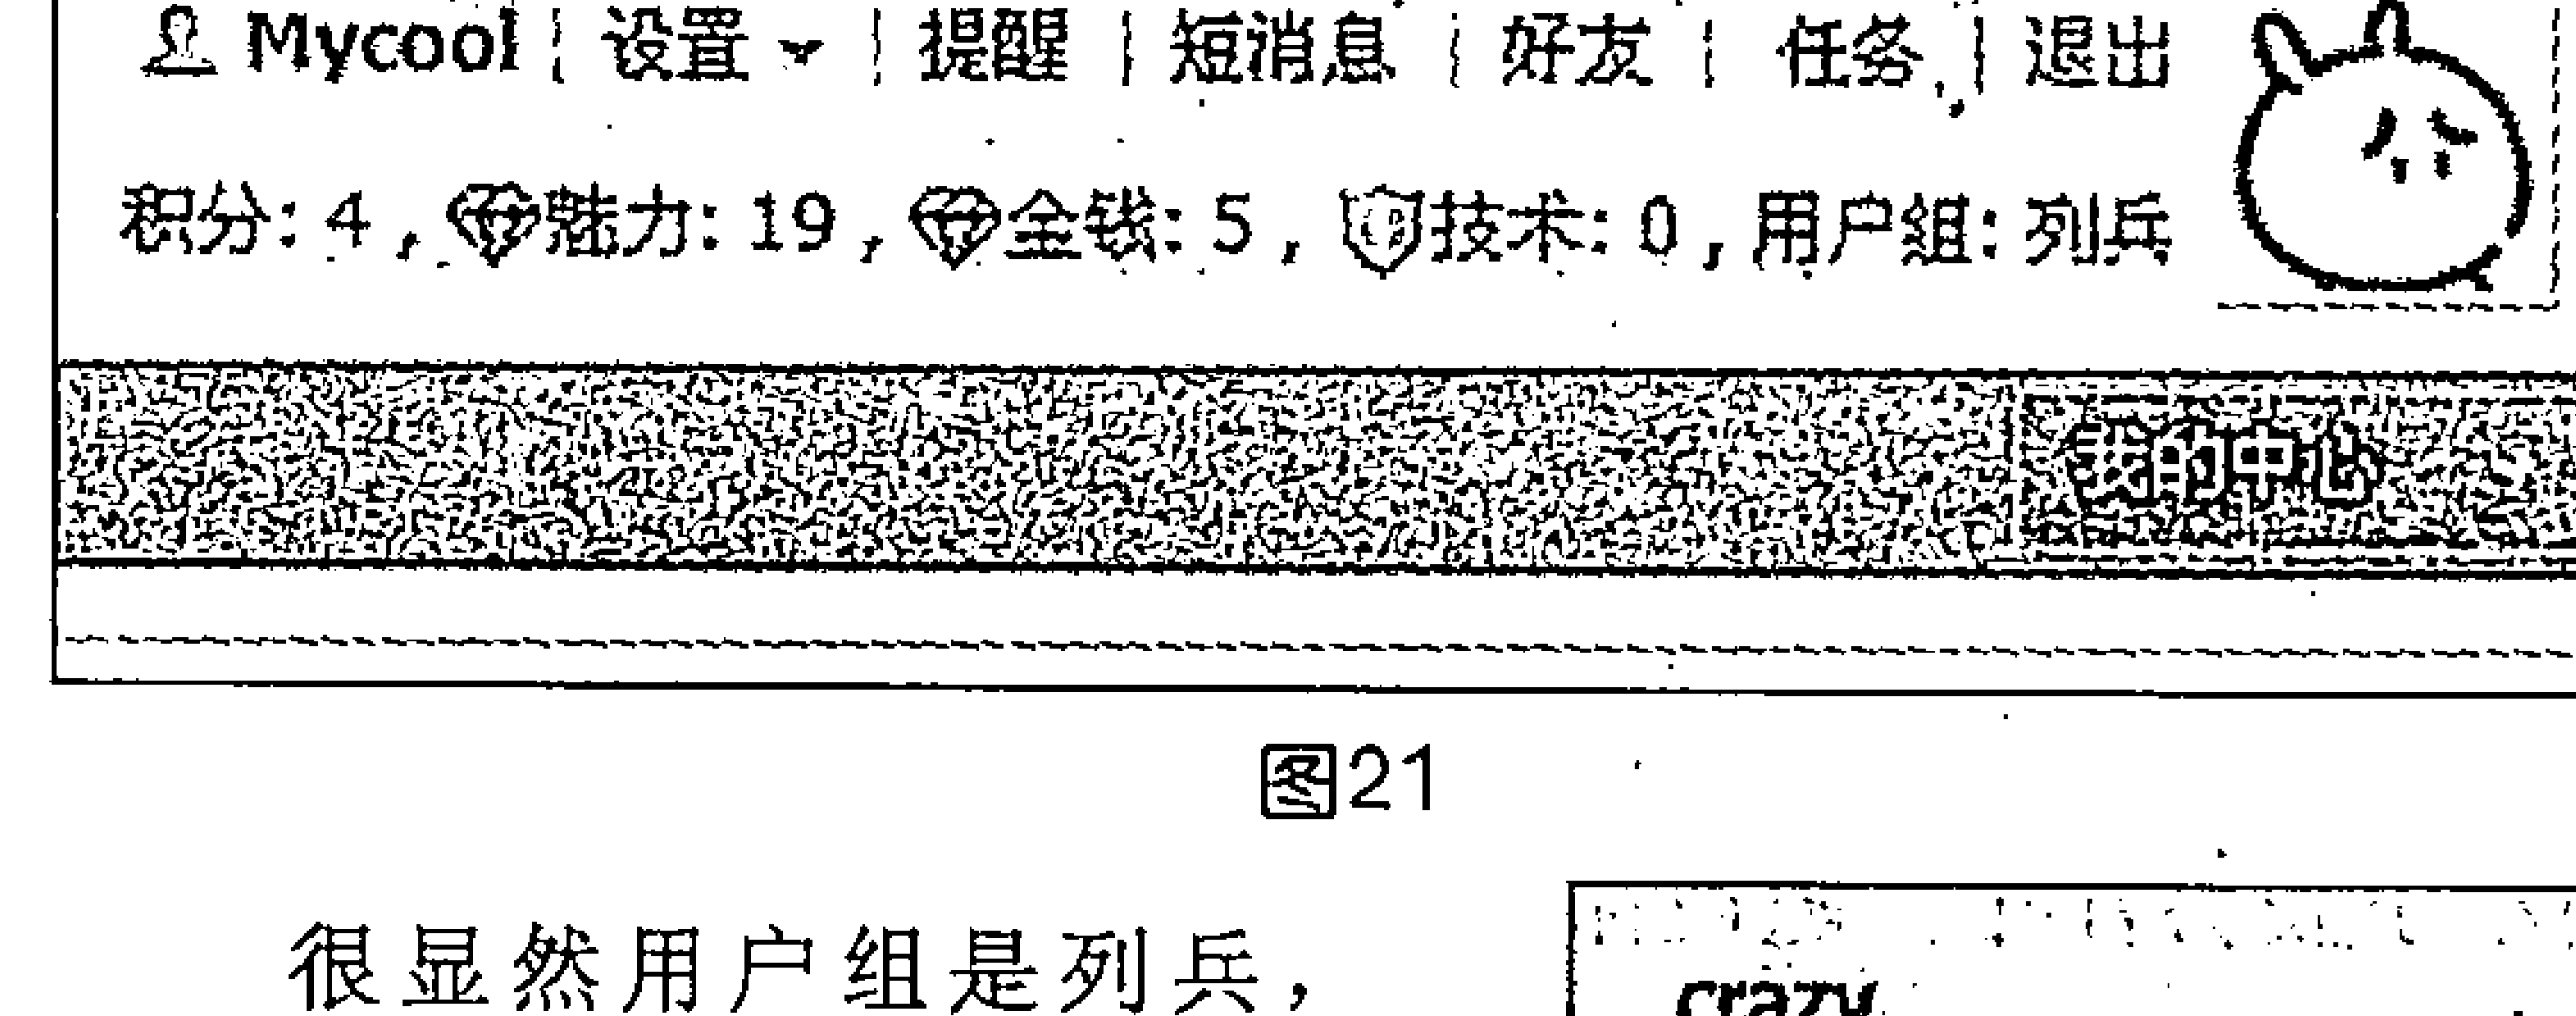 Mycool | 设置 | 提醒 | 短消息 | 好友 | 任务 | 退出
积分: 4 , 魅力: 19 , 金钱: 5 , 技术: 0 , 用户组: 列兵
我的中心
图21
很显然用户组是列兵，
crazy